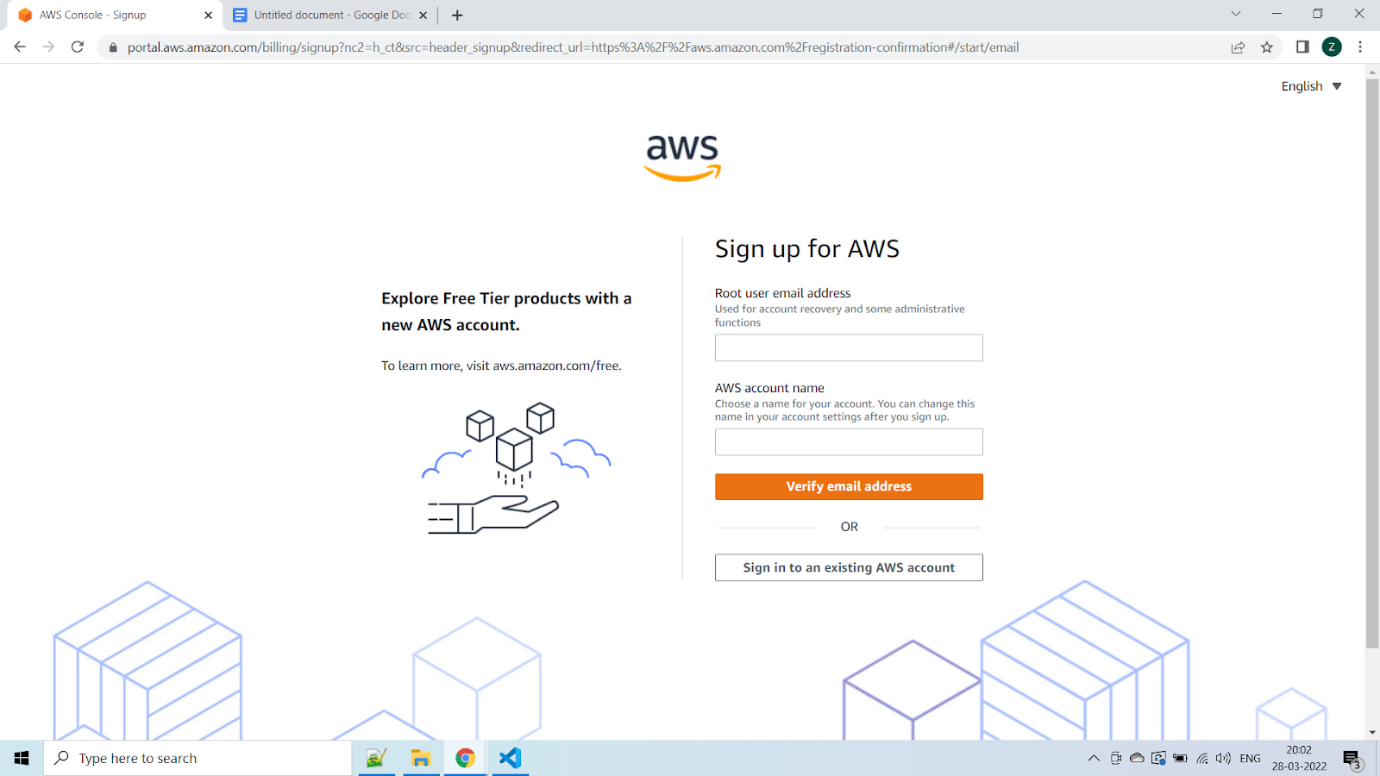 AWS Console - Signup
Untitled document - Google Doc
portal.aws.amazon.com/billing/signup?nc2=h_ct&src=header_signup&redirect_url=https%3A%2F%2Faws.amazon.com%2Fregistration-confirmation#/start/email
Z
English
aws
Explore Free Tier products with a
new AWS account.
To learn more, visit aws.amazon.com/free.
Sign up for AWS
Root user email address
Used for account recovery and some administrative
functions
AWS account name
Choose a name for your account. You can change this
name in your account settings after you sign up.
Verify email address
OR
Sign in to an existing AWS account
Type here to search
ENG
20:02
28-03-2022
3